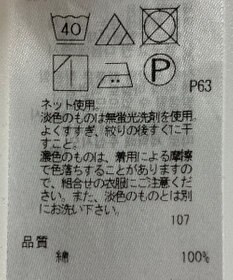 40
P
P63
ネット使用。
淡色のものは無蛍光洗剤を使用。
よくすすぎ、絞りの後すぐに干
すこと。
濃色のものは、着用による摩擦
で色落ちすることがありますの
で、組合せの衣服にご注意くだ
さい。また、淡色のものとは別
にお洗い下さい。
107
品質
綿 100%